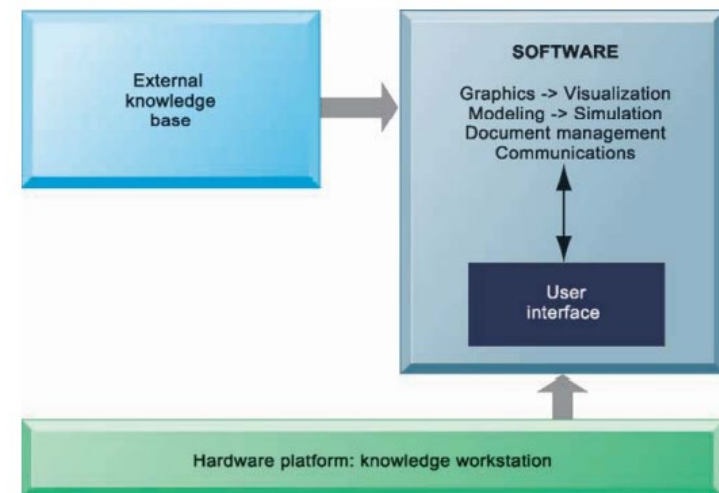 External
knowledge
base
SOFTWARE
Graphics -> Visualization
Modeling -> Simulation
Document management
Communications
User
interface
Hardware platform: knowledge workstation